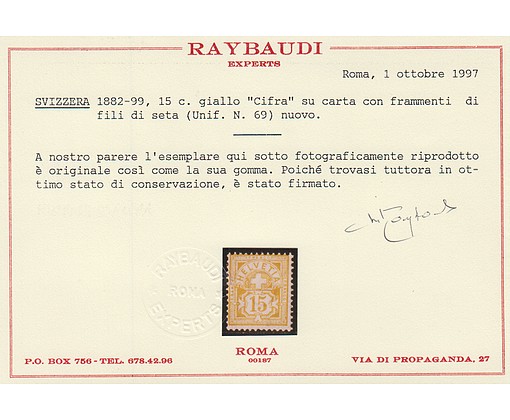 RAYBAUDI
EXPERTS
Roma, 1 ottobre 1997
SVIZZERA 1882-99, 15 c. giallo "Cifra" su carta con frammenti di
fili di seta (Unif. N. 69) nuovo.
A nostro parere l'esemplare qui sotto fotograficamente riprodotto
è originale così come la sua gomma. Poiché trovasi tuttora in ot-
timo stato di conservazione, è stato firmato.
RAYBAUDI
ROMA
EXPERTS
HELVETIA
15
ROMA
00187
P.O. BOX 756 - TEL. 678.42.96
VIA DI PROPAGANDA, 27